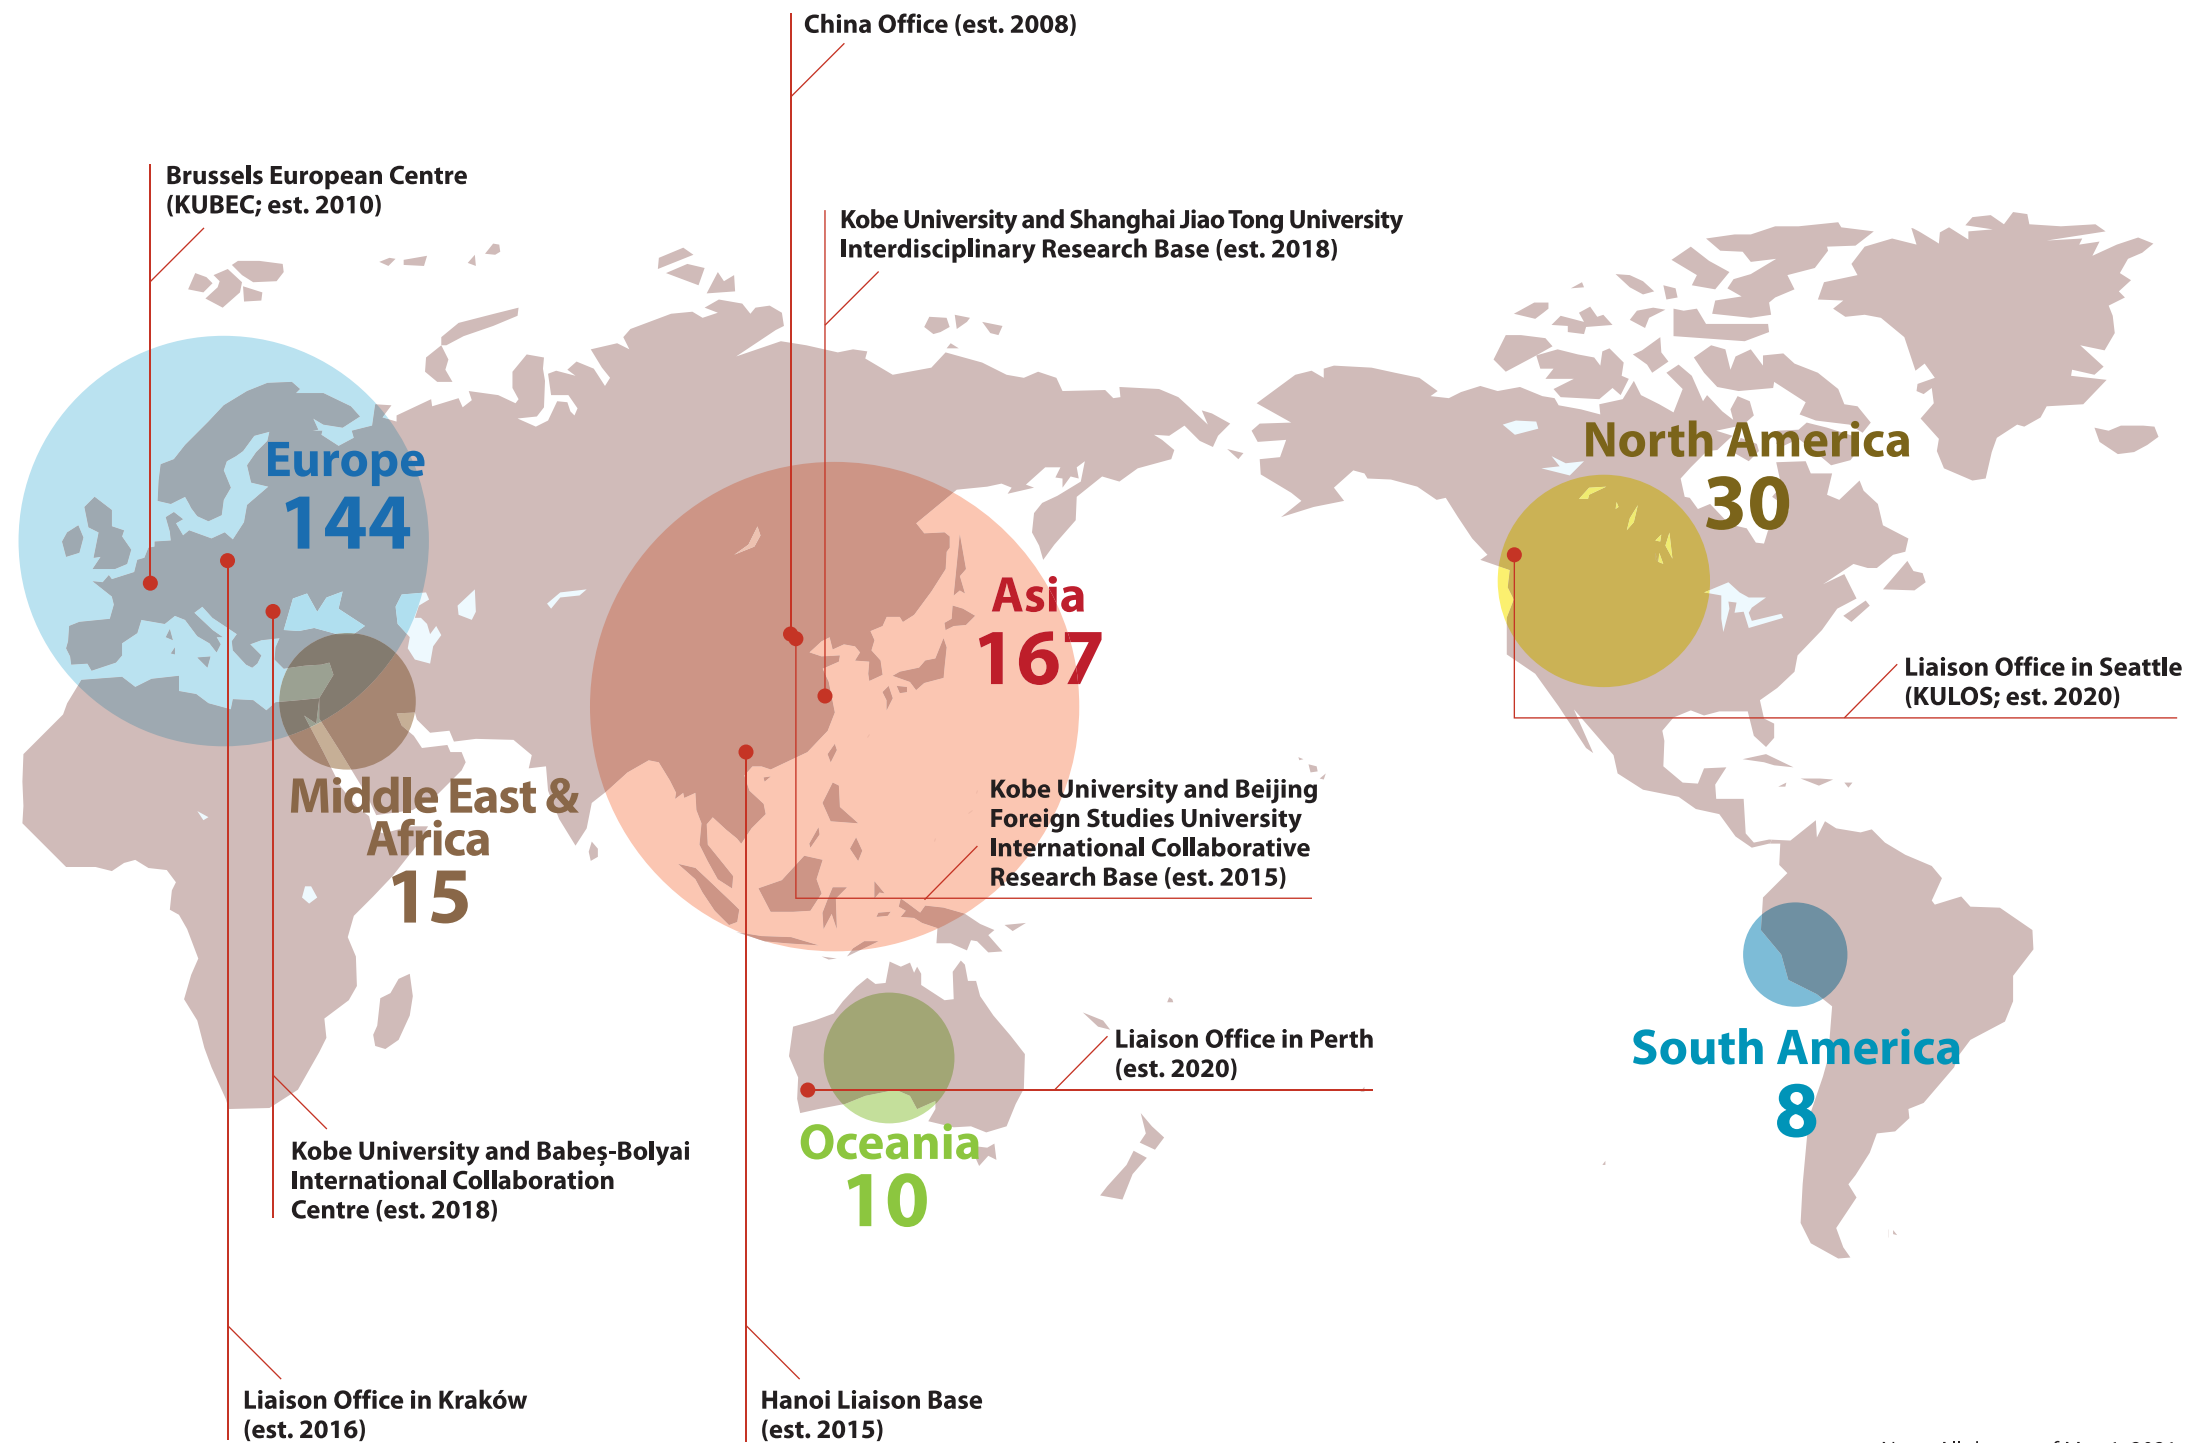 China Office (est. 2008)
Brussels European Centre
(KUBEC; est. 2010)
Kobe University and Shanghai Jiao Tong University
Interdisciplinary Research Base (est. 2018)
Europe
144
North America
30
Asia
167
Liaison Office in Seattle
(KULOS; est. 2020)
Middle East &
Africa
15
Kobe University and Beijing
Foreign Studies University
International Collaborative
Research Base (est. 2015)
Liaison Office in Perth
(est. 2020)
South America
8
Oceania
10
Kobe University and Babeș-Bolyai
International Collaboration
Centre (est. 2018)
Liaison Office in Kraków
(est. 2016)
Hanoi Liaison Base
(est. 2015)